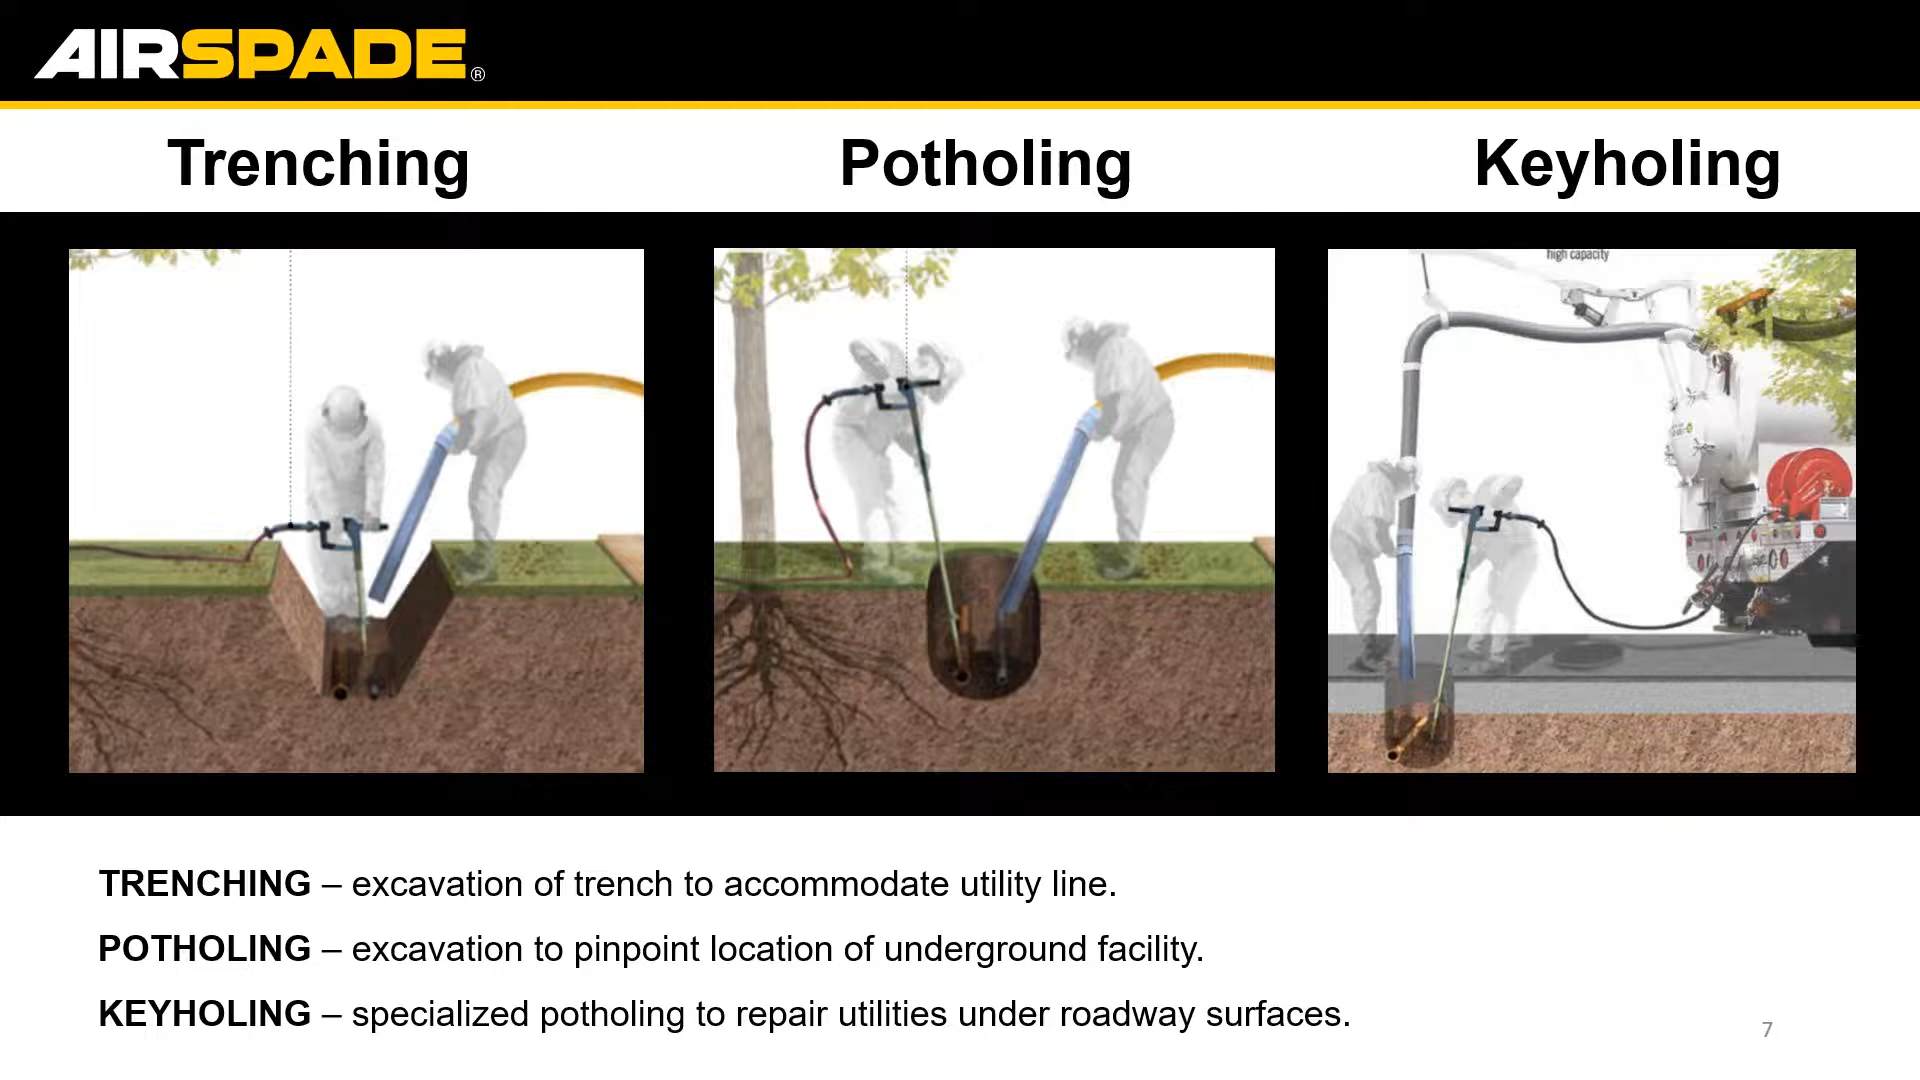 AIRSPADE®
Trenching
Potholing
Keyholing
high capacity
TRENCHING – excavation of trench to accommodate utility line.
POTHOLING – excavation to pinpoint location of underground facility.
KEYHOLING – specialized potholing to repair utilities under roadway surfaces.
7